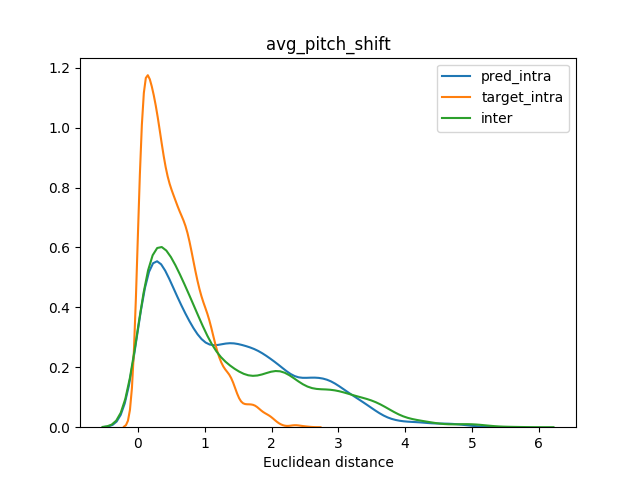 avg_pitch_shift
pred_intra
target_intra
inter
1.2
1.0
0.8
0.6
0.4
0.2
0.0
0 1 2 3 4 5 6
Euclidean distance